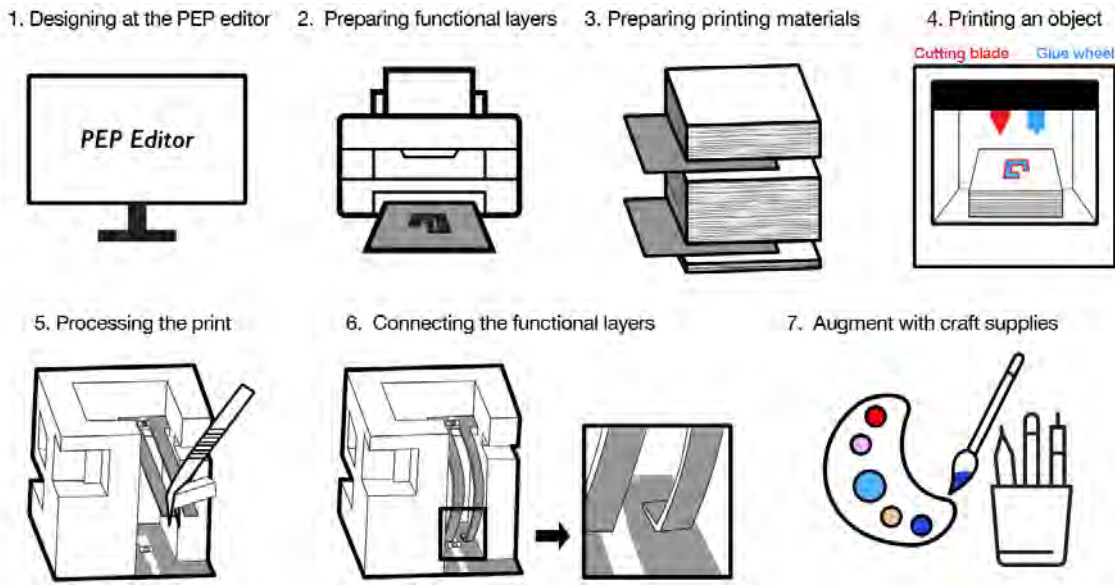 1. Designing at the PEP editor
2. Preparing functional layers
3. Preparing printing materials
4. Printing an object
Cutting blade
Glue wheel
PEP Editor
5. Processing the print
6. Connecting the functional layers
7. Augment with craft supplies